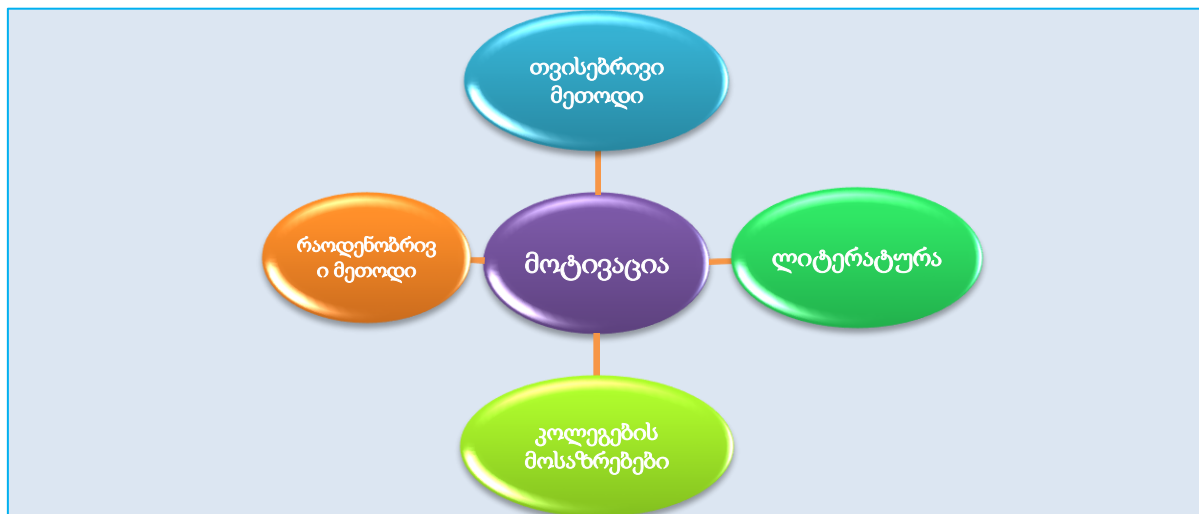 თვისებრივი
მეთოდი
რაოდენობრივ
ი მეთოდი
მოტივაცია
ლიტერატურა
კოლეგების
მოსაზრებები